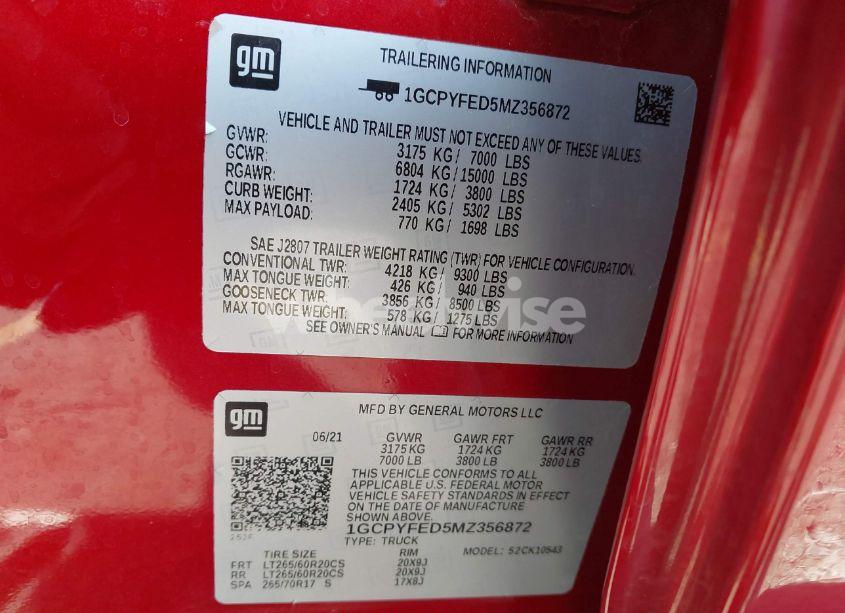 gm
TRAILERING INFORMATION
1GCPYFED5MZ356872
VEHICLE AND TRAILER MUST NOT EXCEED ANY OF THESE VALUES.
GVWR: 3175 KG/ 7000 LBS
GCWR: 6804 KG/15000 LBS
RGAWR: 1724 KG/ 3800 LBS
CURB WEIGHT: 2405 KG/ 5302 LBS
MAX PAYLOAD: 770 KG/ 1698 LBS
SAE J2807 TRAILER WEIGHT RATING (TWR) FOR VEHICLE CONFIGURATION.
CONVENTIONAL TWR: 4218 KG/ 9300 LBS
MAX TONGUE WEIGHT: 426 KG/ 940 LBS
GOOSENECK TWR: 3856 KG/ 8500 LBS
MAX TONGUE WEIGHT: 578 KG/ 1275 LBS
SEE OWNER'S MANUAL FOR MORE INFORMATION
gm
MFD BY GENERAL MOTORS LLC
06/21 GVWR GAWR FRT GAWR RR
3175 KG 1724 KG 1724 KG
7000 LB 3800 LB 3800 LB
THIS VEHICLE CONFORMS TO ALL
APPLICABLE U.S. FEDERAL MOTOR
VEHICLE SAFETY STANDARDS IN EFFECT
ON THE DATE OF MANUFACTURE
SHOWN ABOVE.
1GCPYFED5MZ356872
TYPE: TRUCK MODEL: 52CK10543
TIRE SIZE RIM
FRT LT265/60R20CS 20X9J
RR LT265/60R20CS 20X9J
SPA 265/70R17 S 17X8J